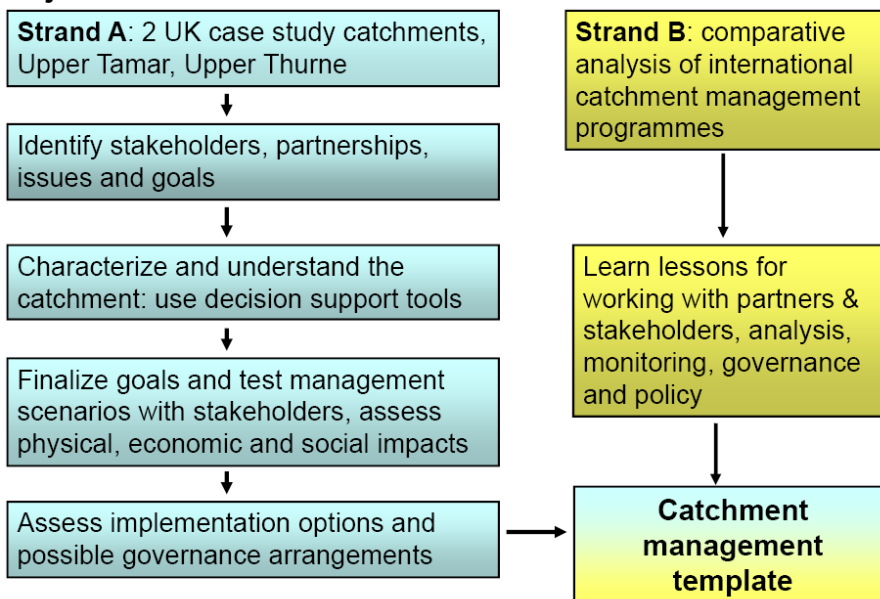 Strand A: 2 UK case study catchments,
Upper Tamar, Upper Thurne
Identify stakeholders, partnerships,
issues and goals
Characterize and understand the
catchment: use decision support tools
Finalize goals and test management
scenarios with stakeholders, assess
physical, economic and social impacts
Assess implementation options and
possible governance arrangements
Strand B: comparative
analysis of international
catchment management
programmes
Learn lessons for
working with partners &
stakeholders, analysis,
monitoring, governance
and policy
Catchment
management
template